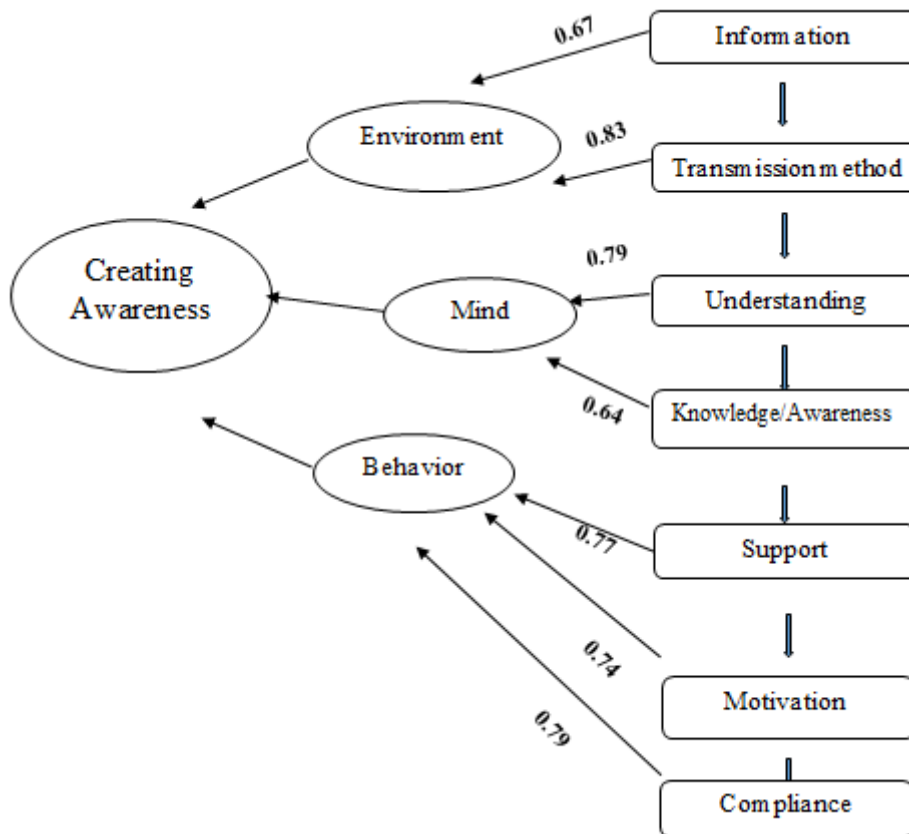 0.67
Information
Environment
0.83
Transmission method
Creating
Awareness
0.79
Understanding
Mind
0.64
Knowledge/Awareness
Behavior
0.77
Support
0.74
Motivation
0.79
Compliance